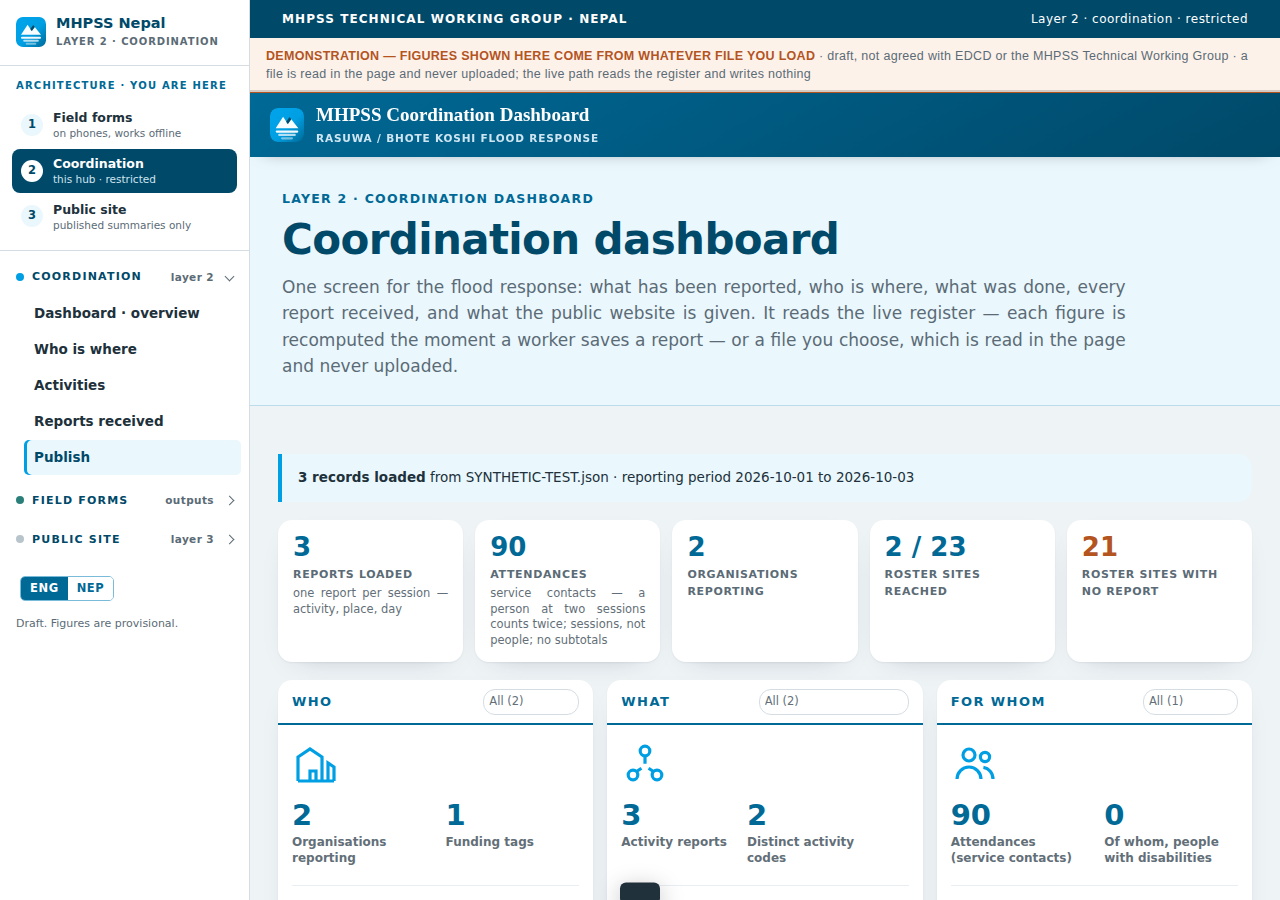 MHPSS Nepal
LAYER 2 · COORDINATION
ARCHITECTURE · YOU ARE HERE
1
Field forms
on phones, works offline
2
Coordination
this hub · restricted
3
Public site
published summaries only
COORDINATION layer 2
Dashboard · overview
Who is where
Activities
Reports received
Publish
FIELD FORMS outputs
PUBLIC SITE layer 3
ENG NEP
Draft. Figures are provisional.
MHPSS TECHNICAL WORKING GROUP · NEPAL
Layer 2 · coordination · restricted
DEMONSTRATION — FIGURES SHOWN HERE COME FROM WHATEVER FILE YOU LOAD · draft, not agreed with EDCD or the MHPSS Technical Working Group · a
file is read in the page and never uploaded; the live path reads the register and writes nothing
MHPSS Coordination Dashboard
RASUWA / BHOTE KOSHI FLOOD RESPONSE
LAYER 2 · COORDINATION DASHBOARD
Coordination dashboard
One screen for the flood response: what has been reported, who is where, what was done, every
report received, and what the public website is given. It reads the live register — each figure is
recomputed the moment a worker saves a report — or a file you choose, which is read in the page
and never uploaded.
3 records loaded from SYNTHETIC-TEST.json · reporting period 2026-10-01 to 2026-10-03
3
REPORTS LOADED
one report per session —
activity, place, day
90
ATTENDANCES
service contacts — a
person at two sessions
counts twice; sessions, not
people; no subtotals
2
ORGANISATIONS
REPORTING
2 / 23
ROSTER SITES
REACHED
21
ROSTER SITES WITH
NO REPORT
WHO
All (2)
2
Organisations
reporting
1
Funding tags
WHAT
All (2)
3
Activity reports
2
Distinct activity
codes
FOR WHOM
All (1)
90
Attendances
(service contacts)
0
Of whom, people
with disabilities